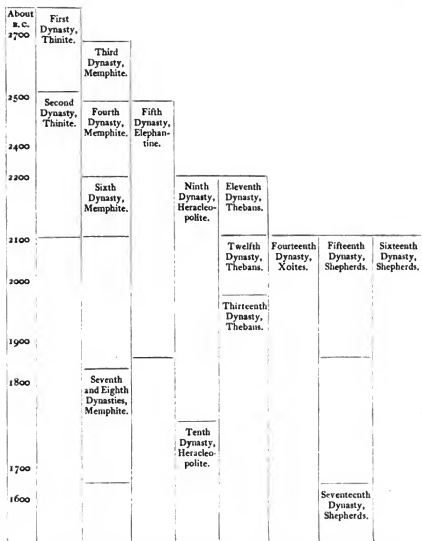 About
B.C.
2700
2500
2400
2200
2100
2000
1900
1800
1700
1600
First
Dynasty,
Thinite.
Second
Dynasty,
Thinite.
Third
Dynasty,
Memphite.
Fourth
Dynasty,
Memphite.
Sixth
Dynasty,
Memphite.
Seventh
and Eighth
Dynasties,
Memphite.
Fifth
Dynasty,
Elephan-
tine.
Ninth
Dynasty,
Heracleo-
polite.
Tenth
Dynasty,
Heracleo-
polite.
Eleventh
Dynasty,
Thebans.
Twelfth
Dynasty,
Thebans.
Thirteenth
Dynasty,
Thebans.
Fourteenth
Dynasty,
Xoites.
Fifteenth
Dynasty,
Shepherds.
Seventeenth
Dynasty,
Shepherds.
Sixteenth
Dynasty,
Shepherds.